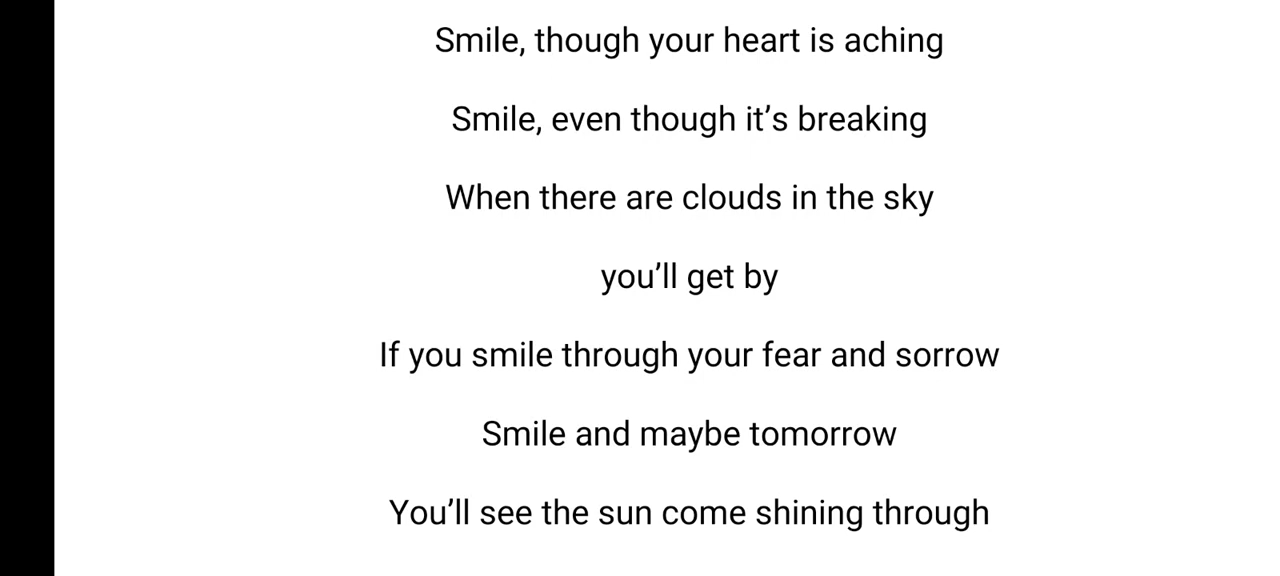 Smile, though your heart is aching
Smile, even though it’s breaking
When there are clouds in the sky
you’ll get by
If you smile through your fear and sorrow
Smile and maybe tomorrow
You’ll see the sun come shining through